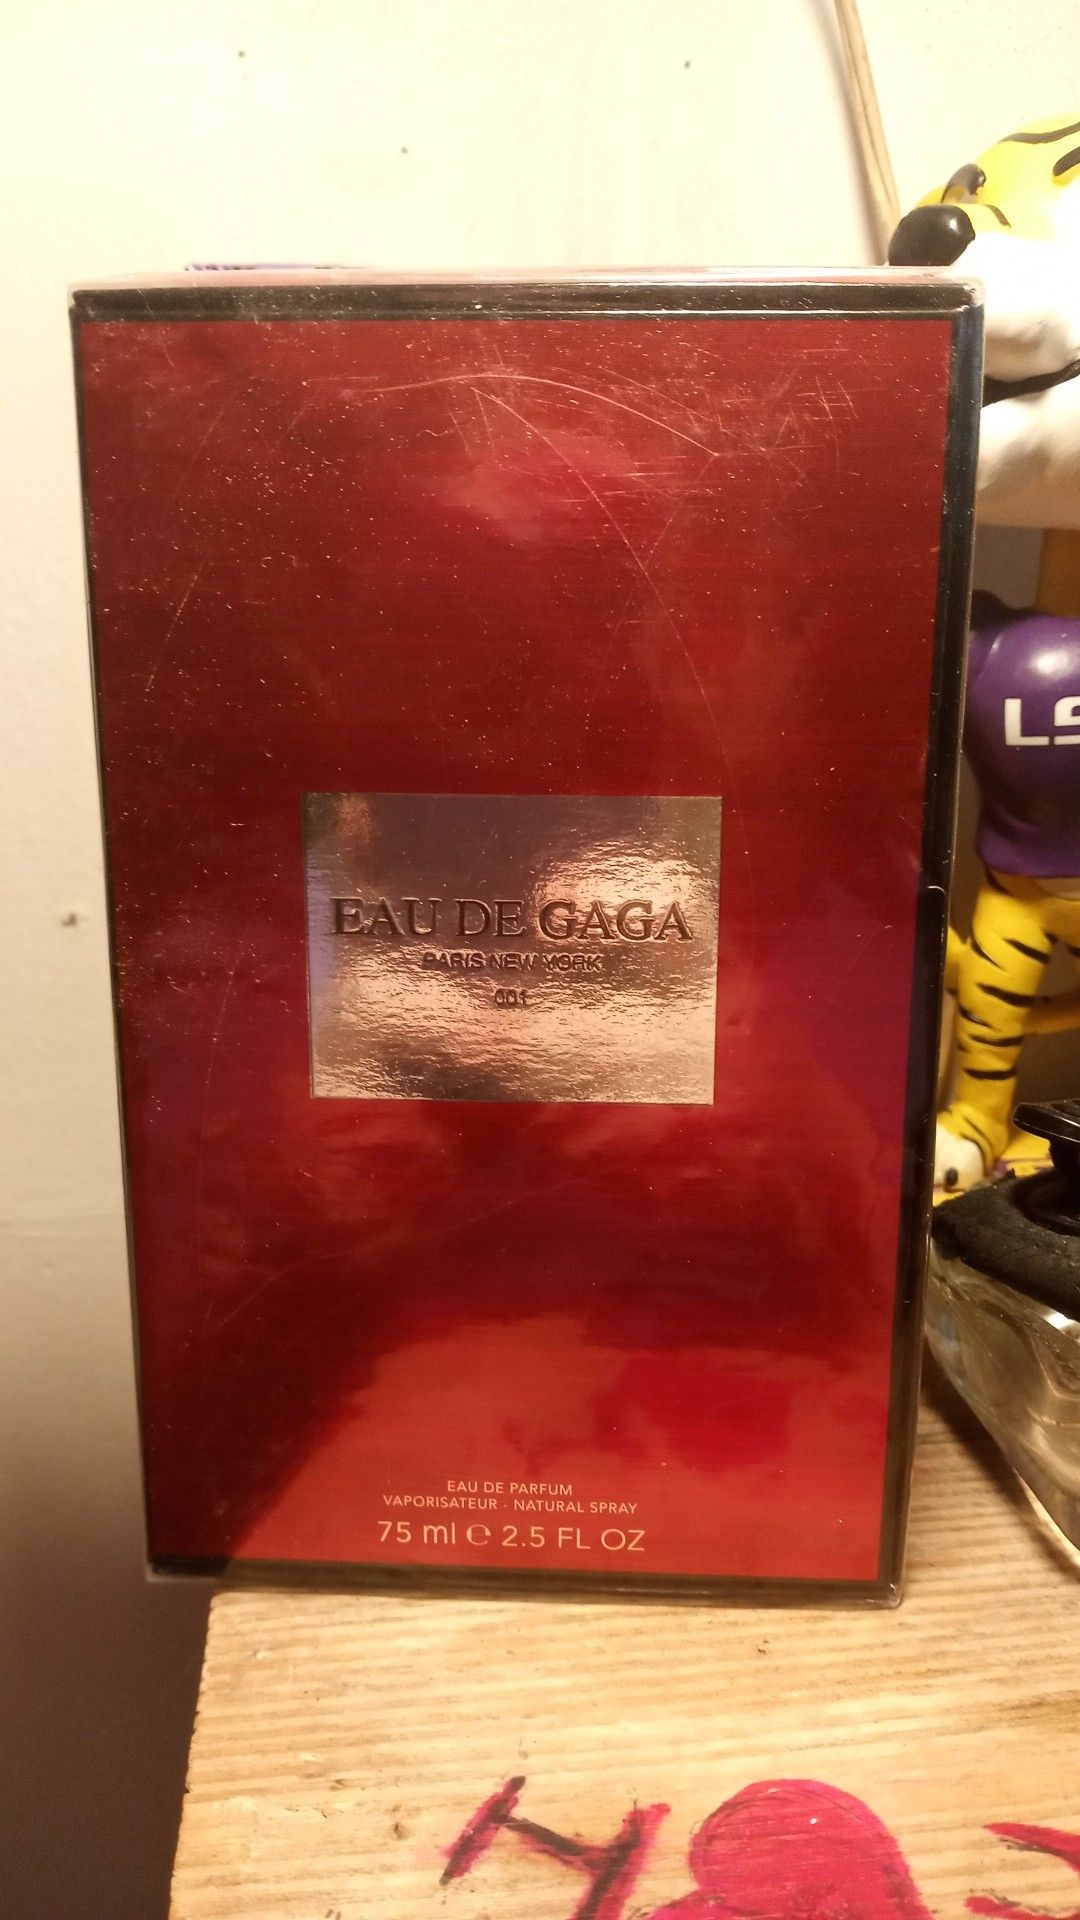 EAU DE GAGA
PARIS NEW YORK
001
EAU DE PARFUM
VAPORISATEUR - NATURAL SPRAY
75 ml ℮ 2.5 FL OZ